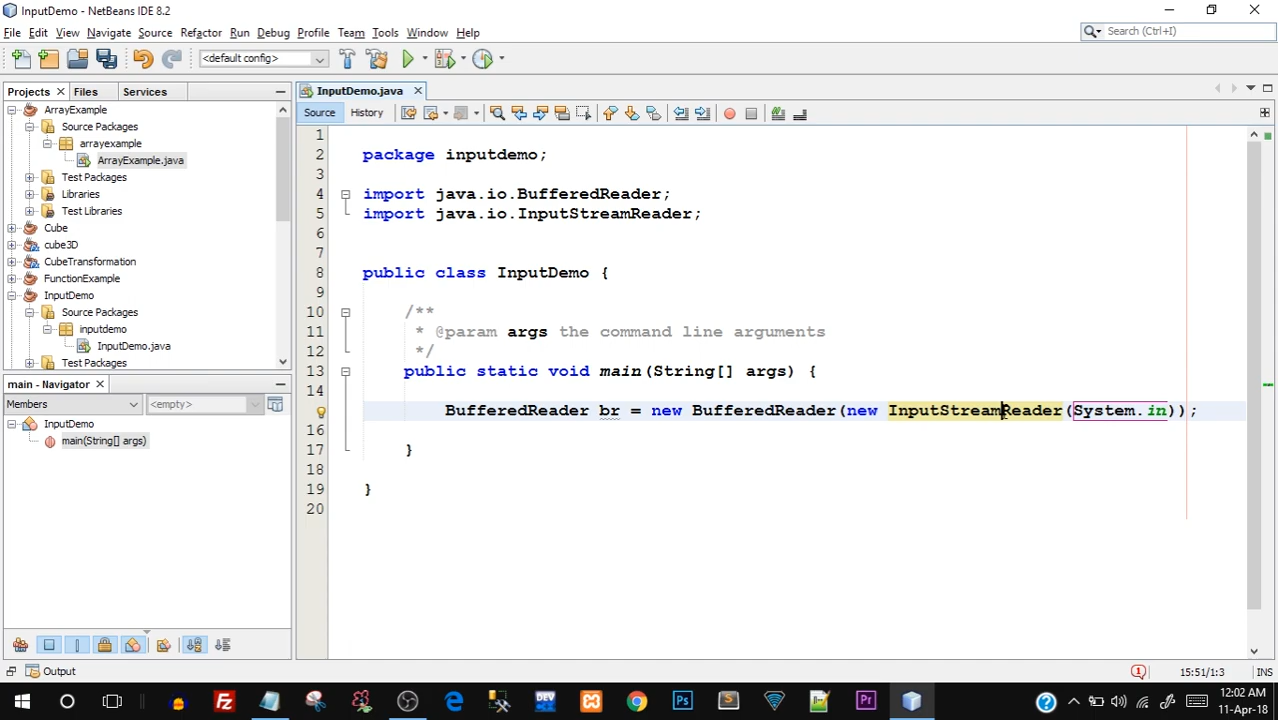 InputDemo - NetBeans IDE 8.2
File Edit View Navigate Source Refactor Run Debug Profile Team Tools Window Help
Search (Ctrl+I)
<default config>
Projects Files Services
ArrayExample
Source Packages
arrayexample
ArrayExample.java
Test Packages
Libraries
Test Libraries
Cube
cube3D
CubeTransformation
FunctionExample
InputDemo
Source Packages
inputdemo
InputDemo.java
Test Packages
main - Navigator
Members <empty>
InputDemo
main(String[] args)
InputDemo.java
Source History
1
2 package inputdemo;
3
4 import java.io.BufferedReader;
5 import java.io.InputStreamReader;
6
7
8 public class InputDemo {
9
10 /**
11 * @param args the command line arguments
12 */
13 public static void main(String[] args) {
14
BufferedReader br = new BufferedReader(new InputStreamReader(System.in));
16
17 }
18
19 }
20
Output
15:51/1:3 INS
DEV
Ps
S
Pr
12:02 AM
11-Apr-18